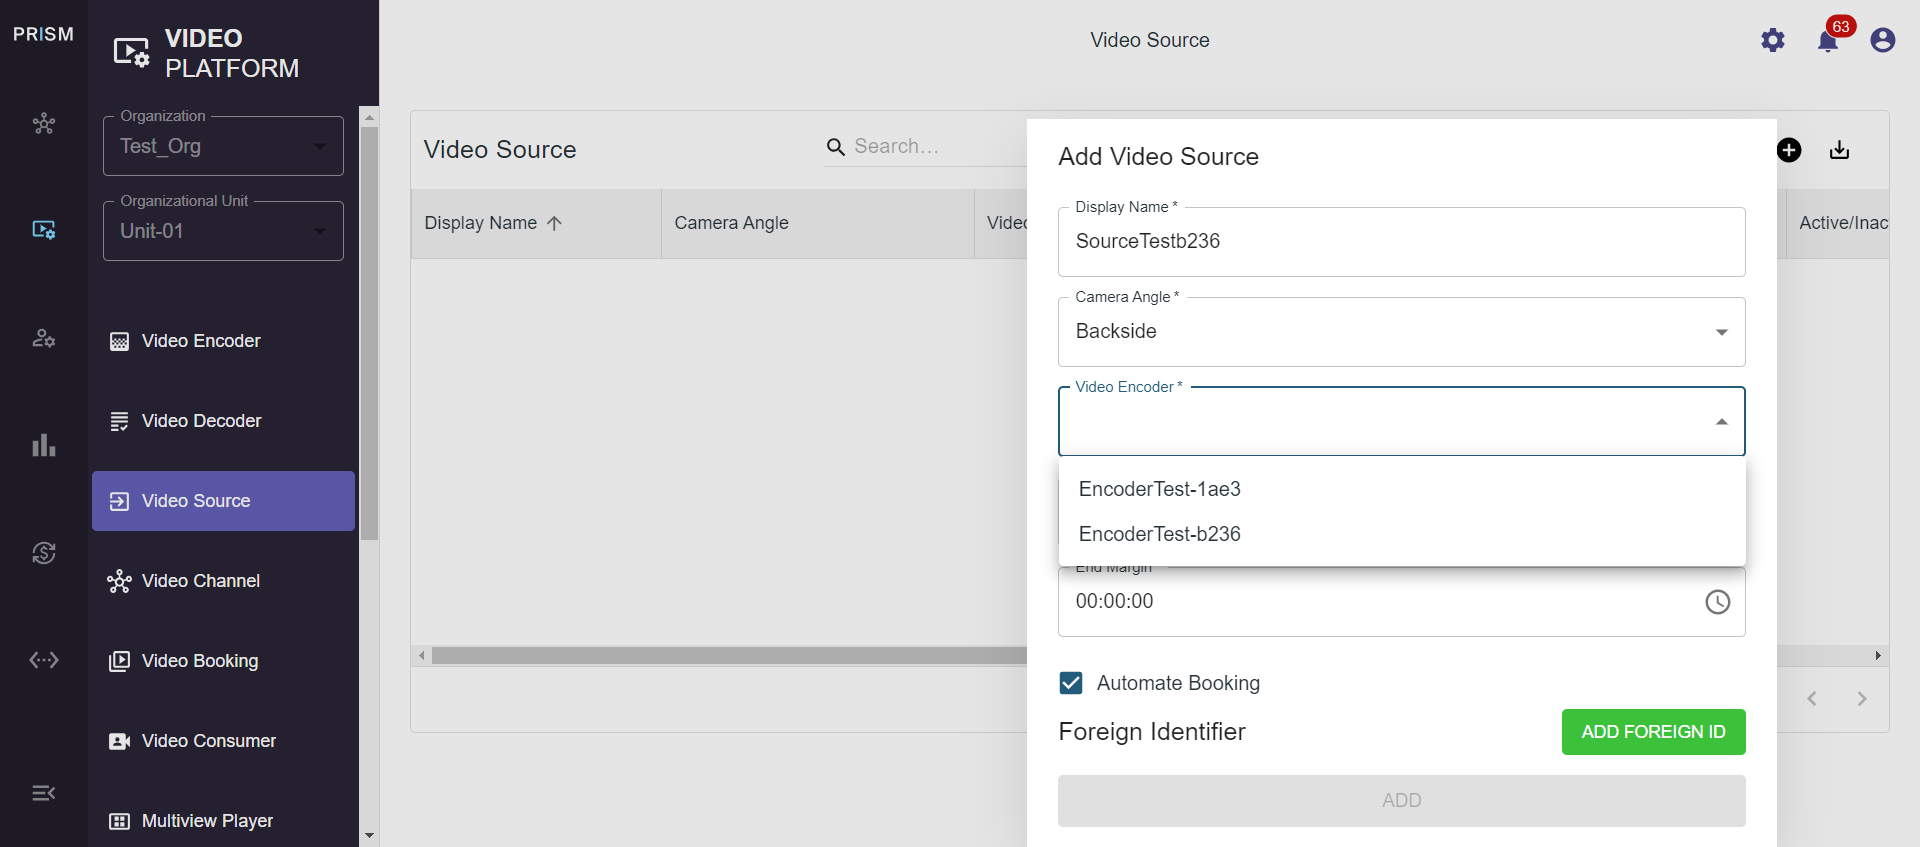 PRISM
VIDEO
PLATFORM
Organization
Test_Org
Organizational Unit
Unit-01
Video Encoder
Video Decoder
Video Source
Video Channel
Video Booking
Video Consumer
Multiview Player
Video Source
63
Video Source
Search…
Display Name
Camera Angle
Video
Active/Inac
Add Video Source
Display Name *
SourceTestb236
Camera Angle *
Backside
Video Encoder *
EncoderTest-1ae3
EncoderTest-b236
End Margin
00:00:00
Automate Booking
Foreign Identifier
ADD FOREIGN ID
ADD